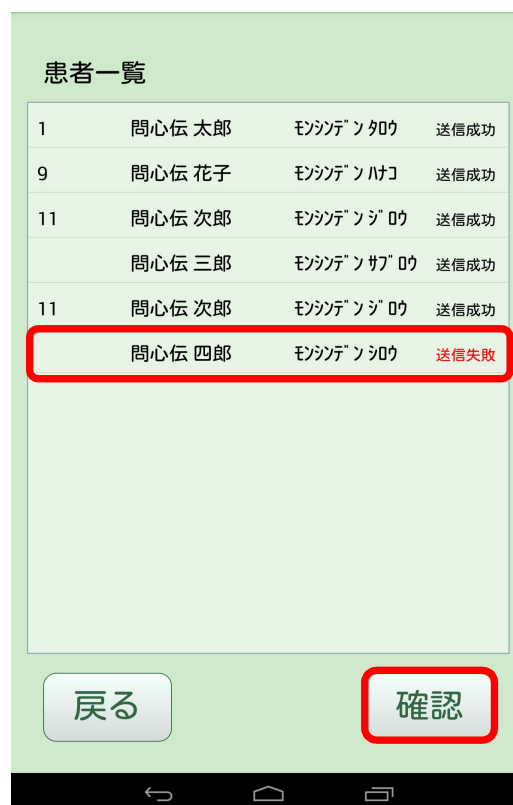 患者一覧
1 問心伝 太郎 ﾓﾝｼﾝﾃﾞﾝ ﾀﾛｳ 送信成功
9 問心伝 花子 ﾓﾝｼﾝﾃﾞﾝ ﾊﾅｺ 送信成功
11 問心伝 次郎 ﾓﾝｼﾝﾃﾞﾝ ｼﾞﾛｳ 送信成功
問心伝 三郎 ﾓﾝｼﾝﾃﾞﾝ ｻﾌﾞﾛｳ 送信成功
11 問心伝 次郎 ﾓﾝｼﾝﾃﾞﾝ ｼﾞﾛｳ 送信成功
問心伝 四郎 ﾓﾝｼﾝﾃﾞﾝ ｼﾛｳ 送信失敗
戻る 確認